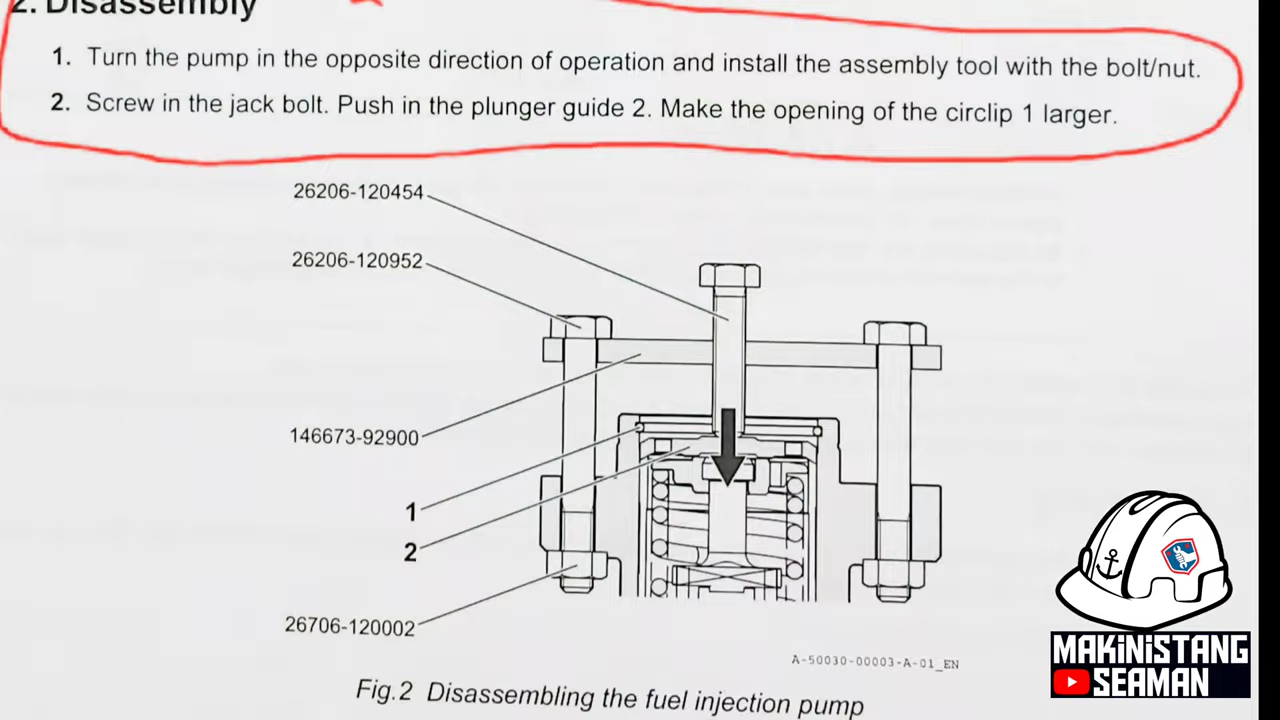 2. Disassembly
1. Turn the pump in the opposite direction of operation and install the assembly tool with the bolt/nut.
2. Screw in the jack bolt. Push in the plunger guide 2. Make the opening of the circlip 1 larger.
26206-120454
26206-120952
146673-92900
1
2
26706-120002
A-50030-00003-A-01_EN
Fig.2 Disassembling the fuel injection pump
MAKiNiSTANG
SEAMAN